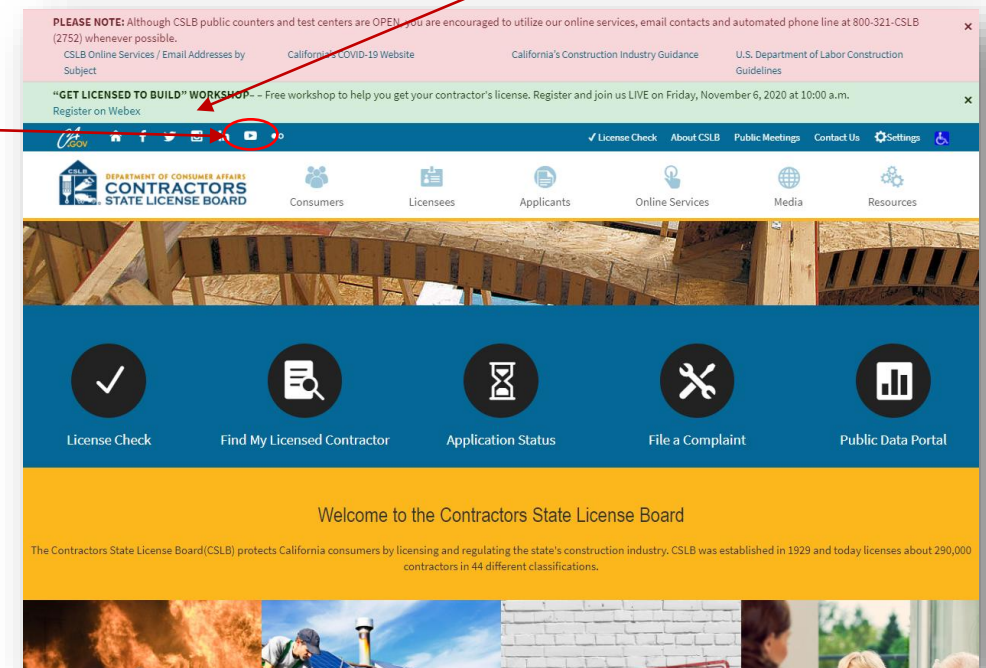 PLEASE NOTE: Although CSLB public counters and test centers are OPEN, you are encouraged to utilize our online services, email contacts and automated phone line at 800-321-CSLB
(2752) whenever possible.
CSLB Online Services / Email Addresses by Subject
California's COVID-19 Website
California's Construction Industry Guidance
U.S. Department of Labor Construction Guidelines
"GET LICENSED TO BUILD" WORKSHOP– – Free workshop to help you get your contractor's license. Register and join us LIVE on Friday, November 6, 2020 at 10:00 a.m.
Register on Webex
CA.GOV
License Check About CSLB Public Meetings Contact Us Settings
CSLB
DEPARTMENT OF CONSUMER AFFAIRS
CONTRACTORS
STATE LICENSE BOARD
Consumers Licensees Applicants Online Services Media Resources
License Check Find My Licensed Contractor Application Status File a Complaint Public Data Portal
Welcome to the Contractors State License Board
The Contractors State License Board(CSLB) protects California consumers by licensing and regulating the state's construction industry. CSLB was established in 1929 and today licenses about 290,000
contractors in 44 different classifications.